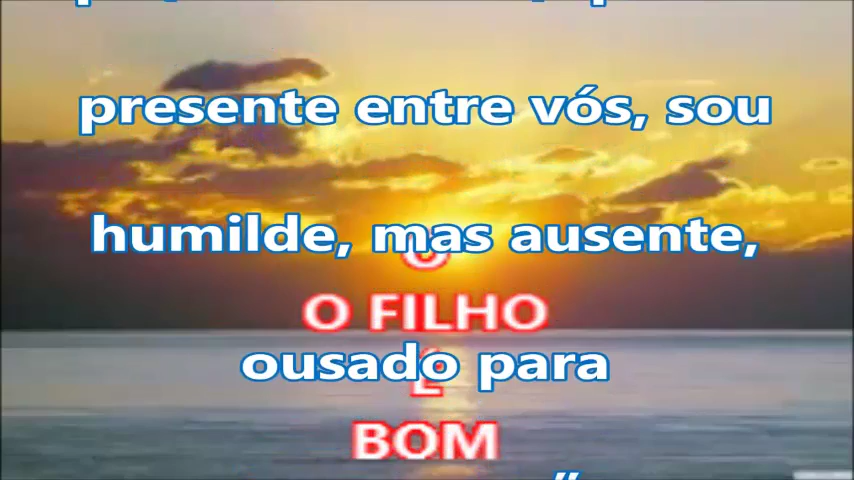 presente entre vós, sou
humilde, mas ausente,
O FILHO
ousado para
É
BOM